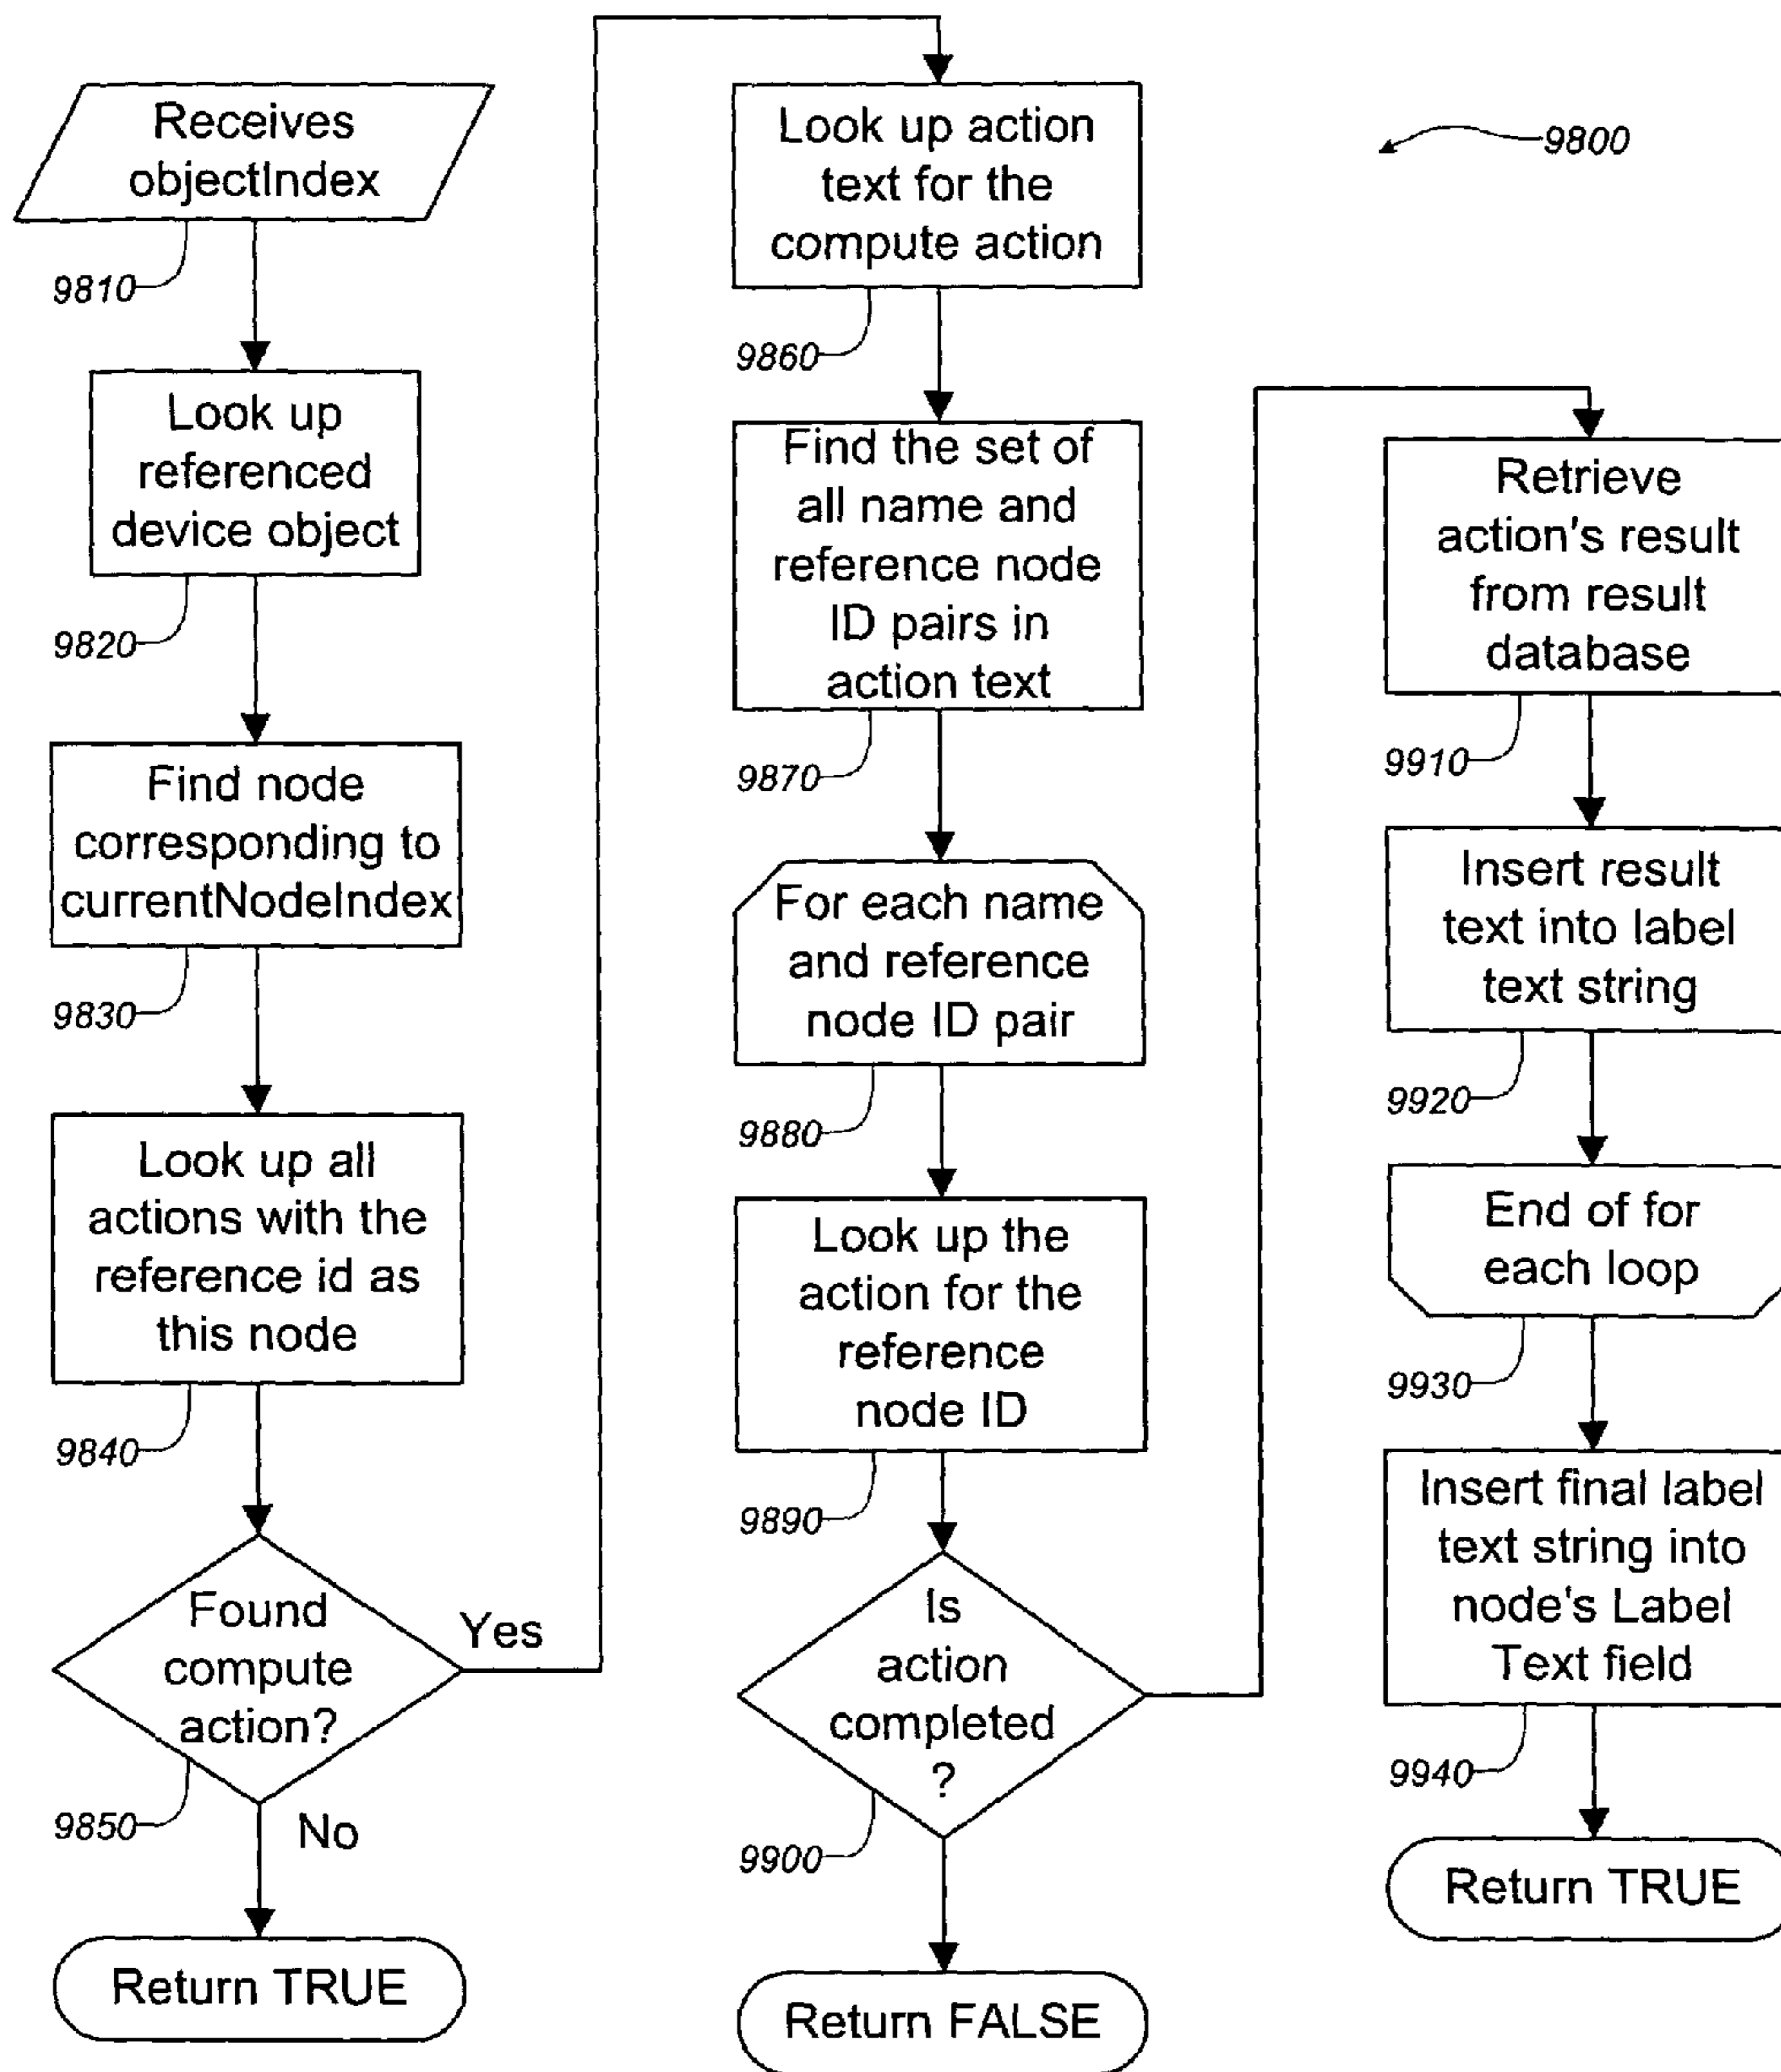 Receives
objectIndex
9810
Look up
referenced
device object
9820
Find node
corresponding to
currentNodeIndex
9830
Look up all
actions with the
reference id as
this node
9840
Found
compute
action?
Yes
9850
No
Return TRUE
Look up action
text for the
compute action
9860
Find the set of
all name and
reference node
ID pairs in
action text
9870
For each name
and reference
node ID pair
9880
Look up the
action for the
reference
node ID
9890
Is
action
completed
?
9900
Return FALSE
9800
Retrieve
action's result
from result
database
9910
Insert result
text into label
text string
9920
End of for
each loop
9930
Insert final label
text string into
node's Label
Text field
9940
Return TRUE